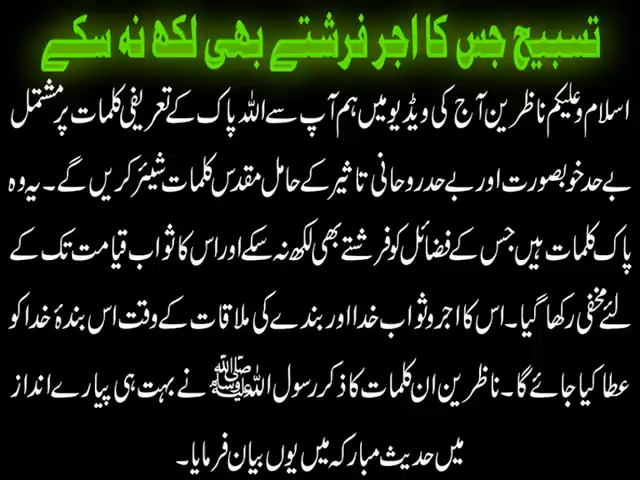 تسبیح جس کا اجر فرشتے بھی لکھ نہ سکے
اسلام و علیکم ناظرین آج کی ویڈیو میں ہم آپ سے اللہ پاک کے تعریفی کلمات پر مشتمل
بے حد خوبصورت اور بے حد روحانی تاثیر کے حامل مقدس کلمات شیئر کریں گے۔ یہ وہ
پاک کلمات ہیں جس کے فضائل کو فرشتے بھی لکھ نہ سکے اور اس کا ثواب قیامت تک کے
لئے مخفی رکھا گیا۔ اس کا اجر و ثواب خدا اور بندے کی ملاقات کے وقت اس بندۂ خدا کو
عطا کیا جائے گا۔ ناظرین ان کلمات کا ذکر رسول اللہ ﷺ نے بہت ہی پیارے انداز
میں حدیث مبارکہ میں یوں بیان فرمایا۔